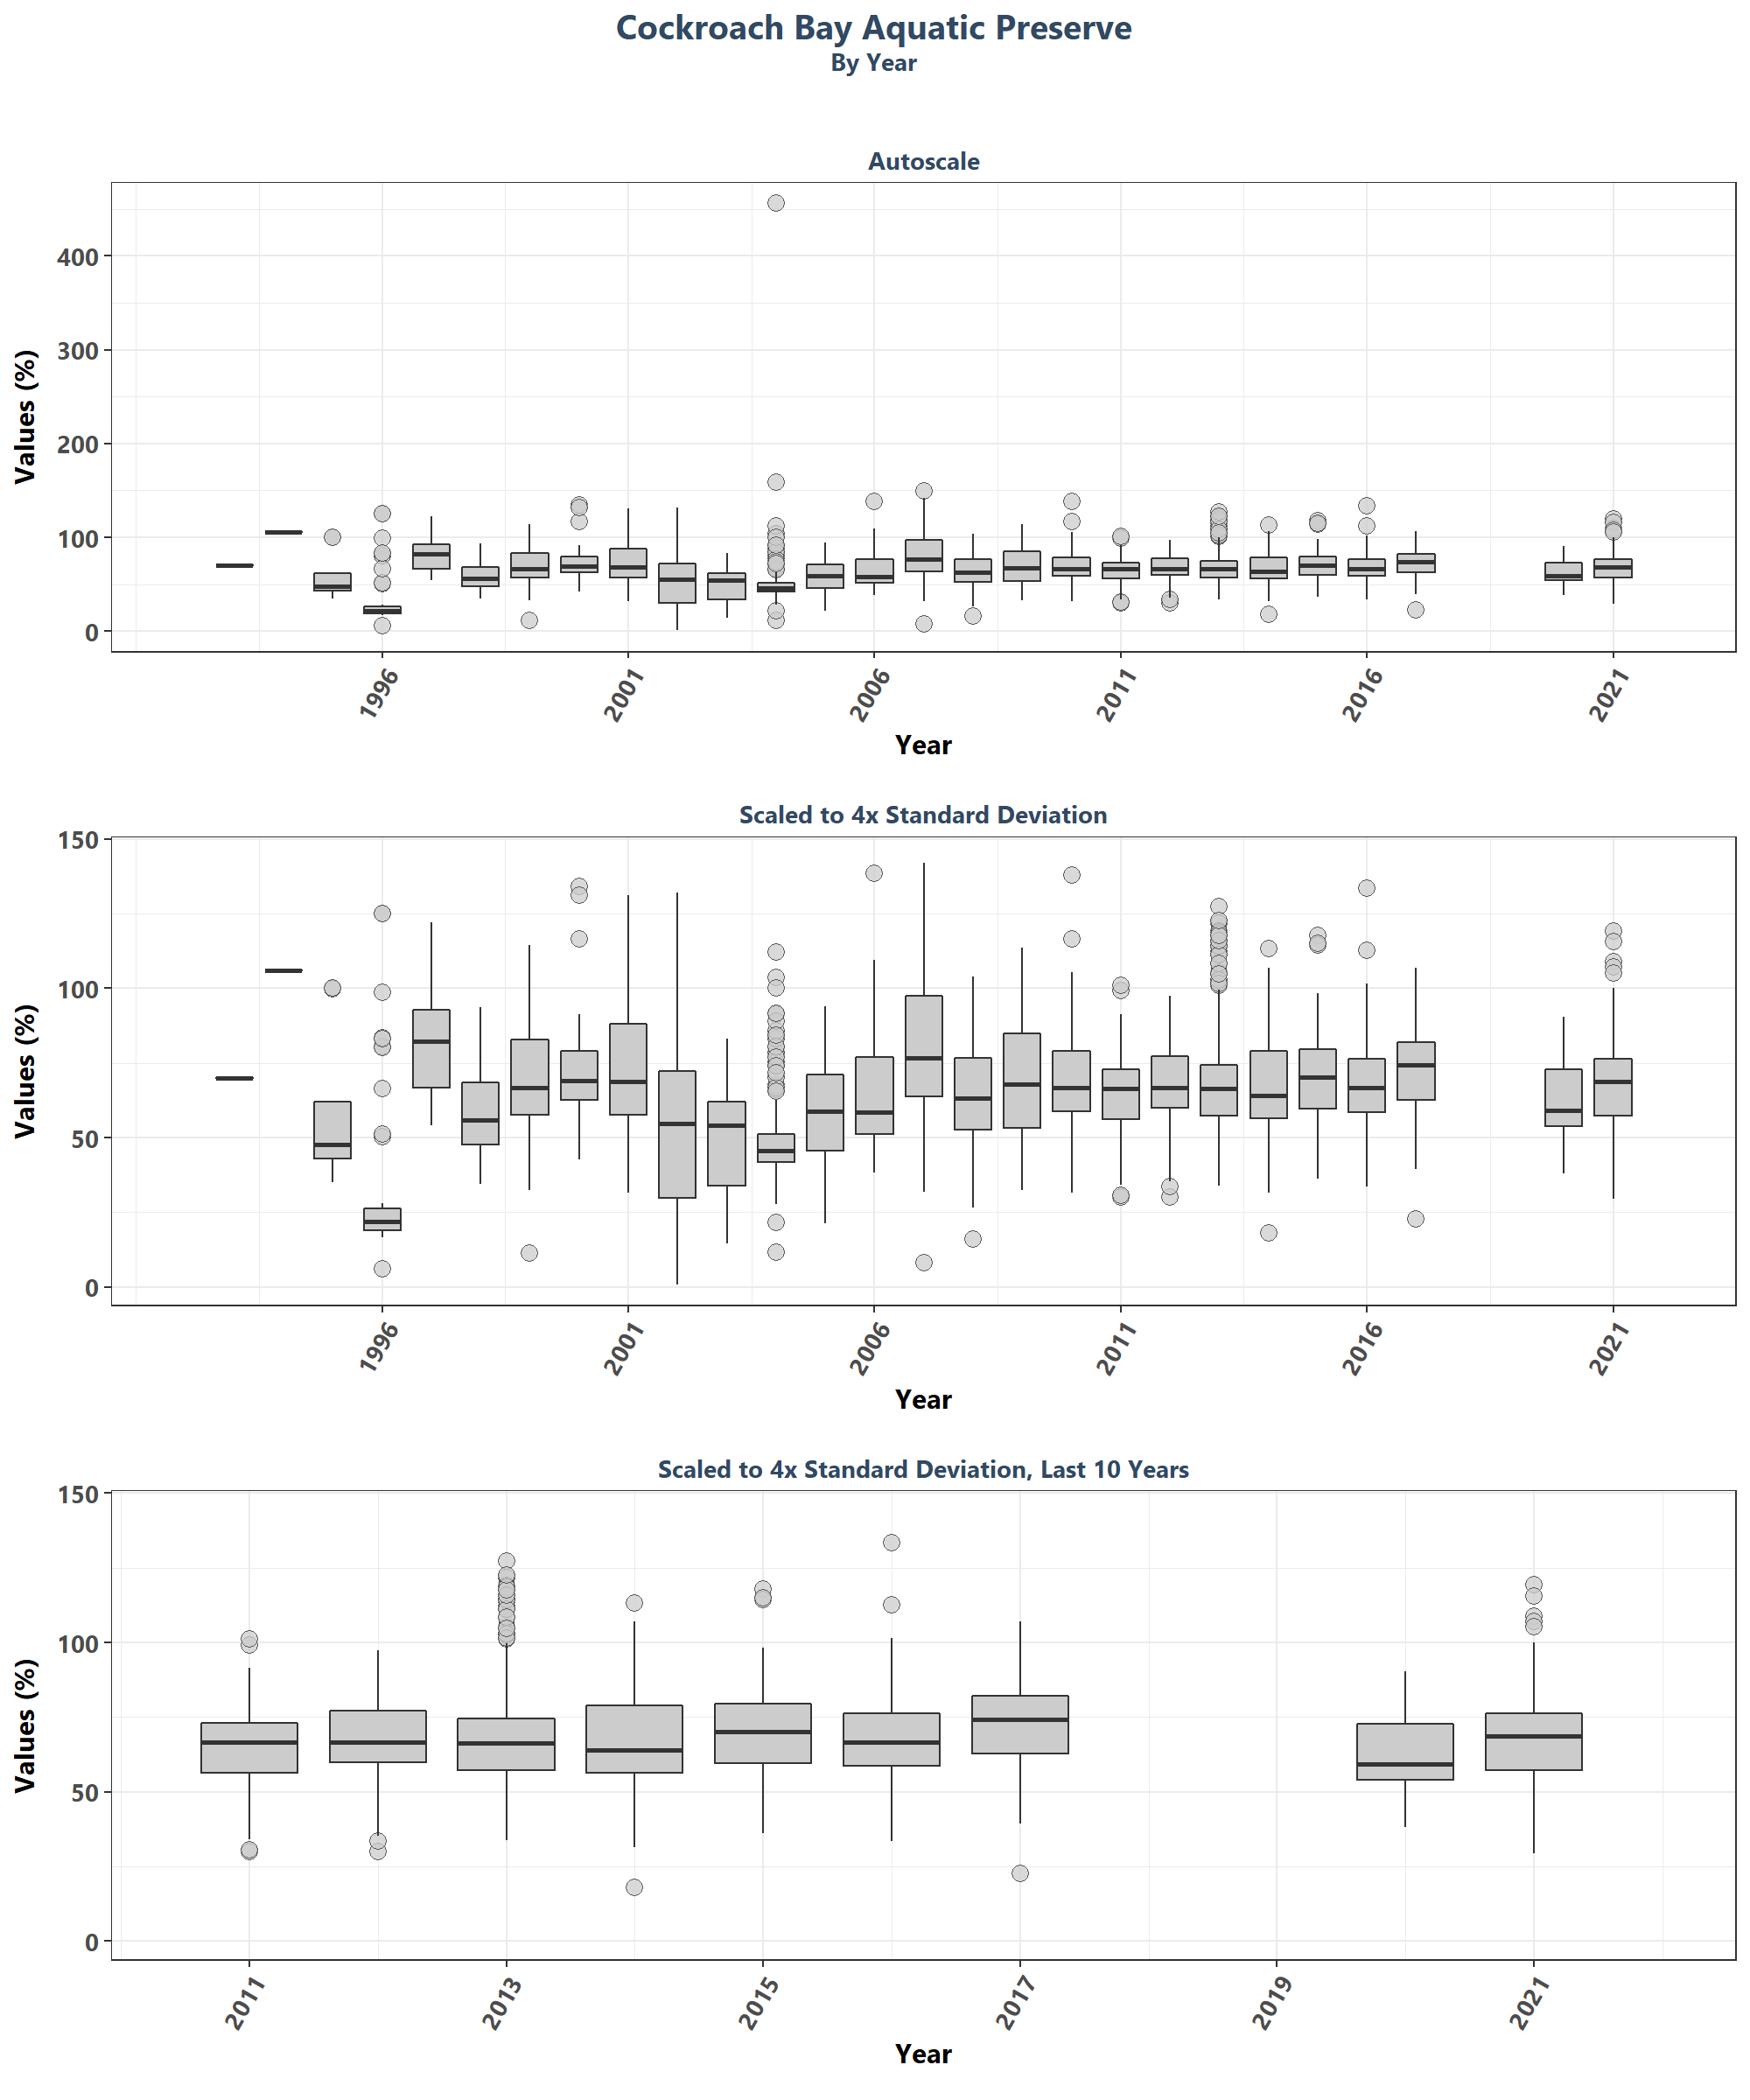 Cockroach Bay Aquatic Preserve
By Year
Autoscale
Values (%)
400
300
200
100
0
1996
2001
2006
2011
2016
2021
Year
Scaled to 4x Standard Deviation
Values (%)
150
100
50
0
1996
2001
2006
2011
2016
2021
Year
Scaled to 4x Standard Deviation, Last 10 Years
Values (%)
150
100
50
0
2011
2013
2015
2017
2019
2021
Year